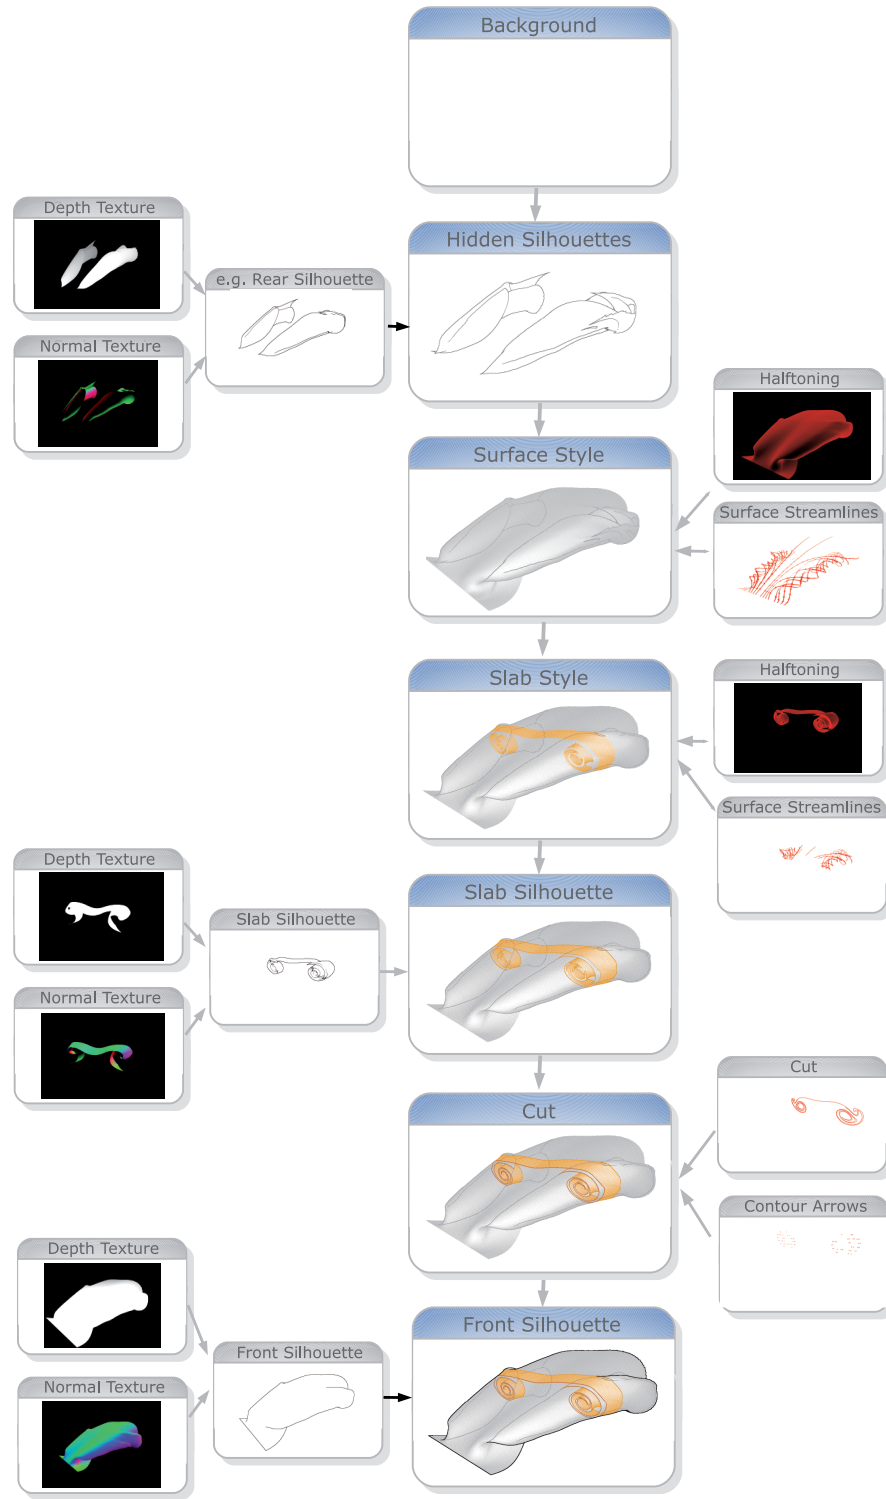 Background
Depth Texture
Hidden Silhouettes
e.g. Rear Silhouette
Normal Texture
Halftoning
Surface Style
Surface Streamlines
Slab Style
Halftoning
Surface Streamlines
Depth Texture
Slab Silhouette
Slab Silhouette
Normal Texture
Cut
Cut
Contour Arrows
Depth Texture
Front Silhouette
Front Silhouette
Normal Texture